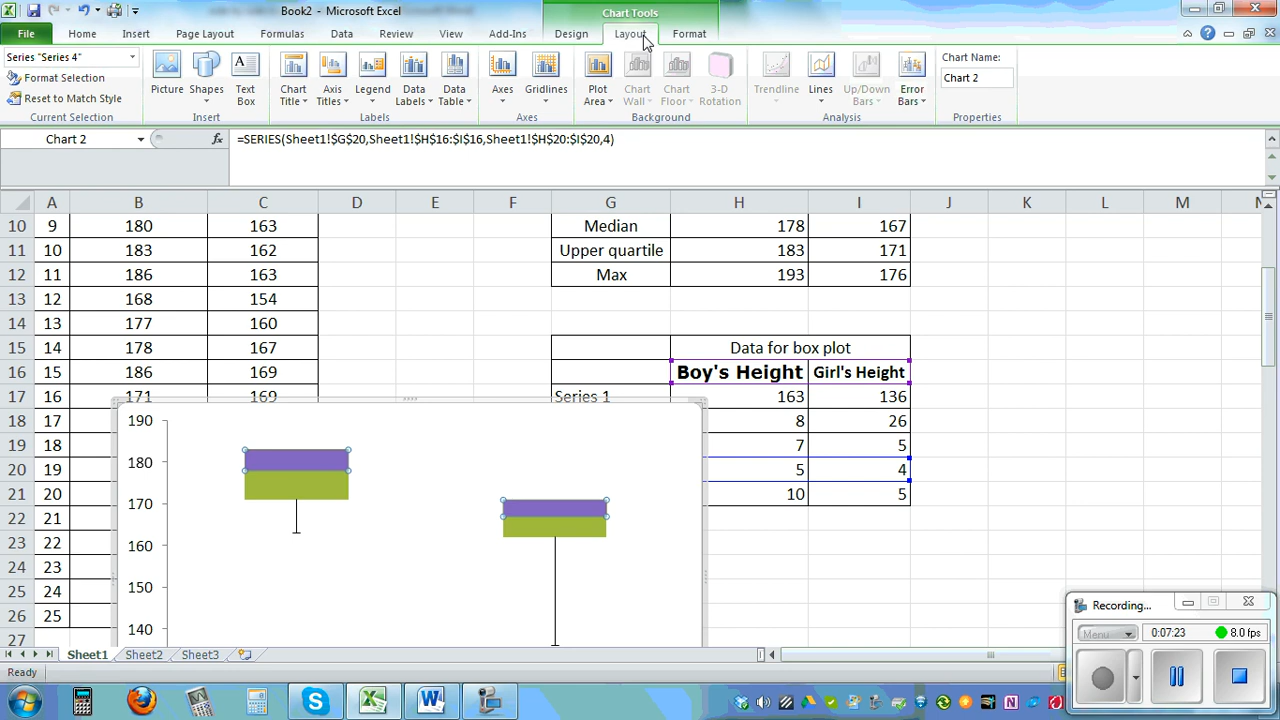 Book2 - Microsoft Excel
Chart Tools
File Home Insert Page Layout Formulas Data Review View Add-Ins Design Layout Format
Series "Series 4"
Format Selection
Reset to Match Style
Current Selection
Picture Shapes Text Box
Insert
Chart Title Axis Titles Legend Data Labels Data Table
Labels
Axes Gridlines
Axes
Plot Area Chart Wall Chart Floor 3-D Rotation
Background
Trendline Lines Up/Down Bars Error Bars
Analysis
Chart Name:
Chart 2
Properties
Chart 2 fx =SERIES(Sheet1!$G$20,Sheet1!$H$16:$I$16,Sheet1!$H$20:$I$20,4)
A B C D E F G H I J K L M N
10 9 180 163 Median 178 167
11 10 183 162 Upper quartile 183 171
12 11 186 163 Max 193 176
13 12 168 154
14 13 177 160
15 14 178 167 Data for box plot
16 15 186 169 Boy's Height Girl's Height
17 16 171 169 Series 1 163 136
18 17 8 26
19 18 7 5
20 19 5 4
21 20 10 5
22 21
23 22
24 23
25 24
26 25
27
190
180
170
160
150
140
Sheet1 Sheet2 Sheet3
Ready
Recording...
Menu 0:07:23 8.0 fps